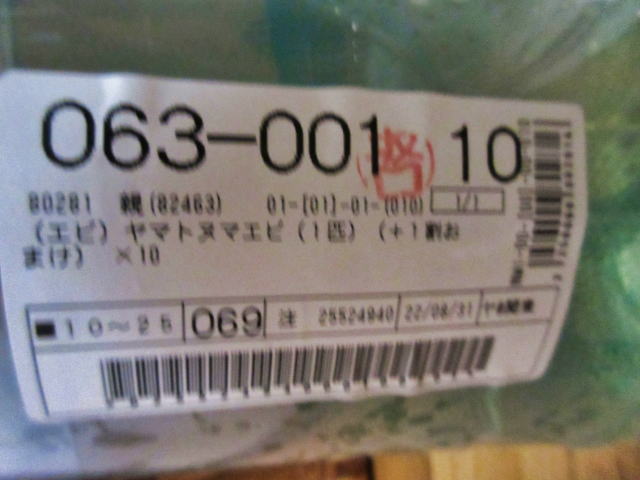 063-001 10
80281 親(82463) 01-[01]-01-(010) 1/1
(エビ) ヤマトヌマエビ(1匹) (+1割お
まけ) ×10
■10～25 069 注 25524940 22/08/31